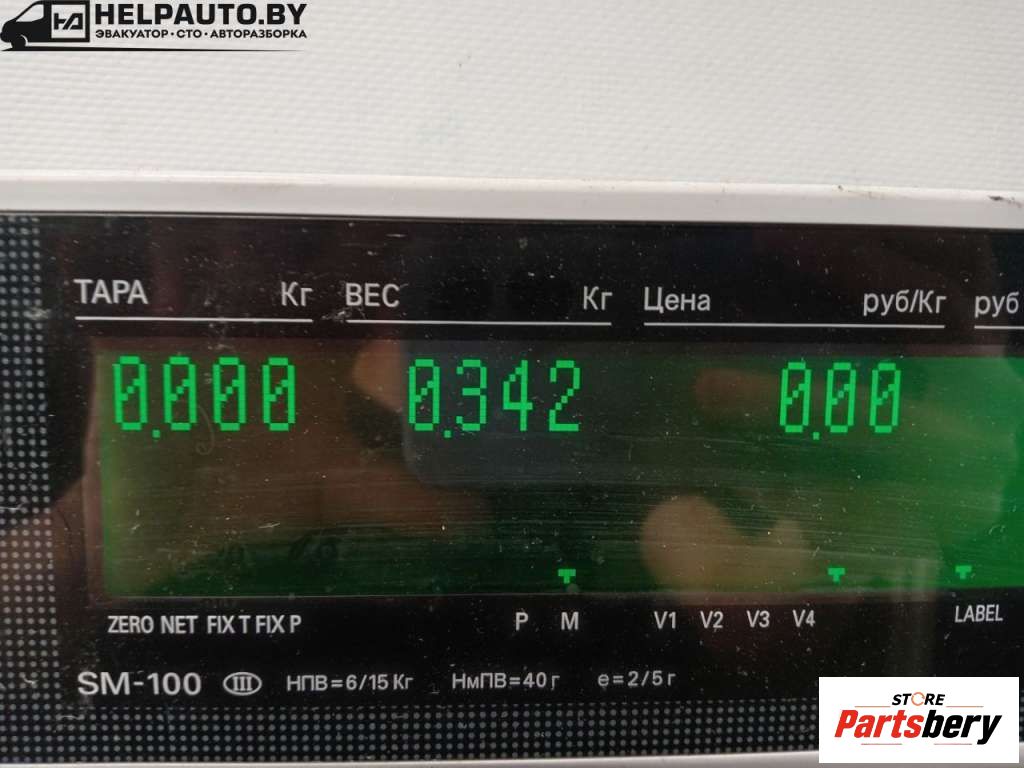 HELPAUTO.BY
ЭВАКУАТОР·СТО·АВТОРАЗБОРКА
ТАРА Кг ВЕС Кг Цена руб/Кг руб
0.000 0.342 0.00
ZERO NET FIX T FIX P P M V1 V2 V3 V4 LABEL
SM-100 III НПВ=6/15 Кг НмПВ=40 г e=2/5 г
STORE
Partsbery